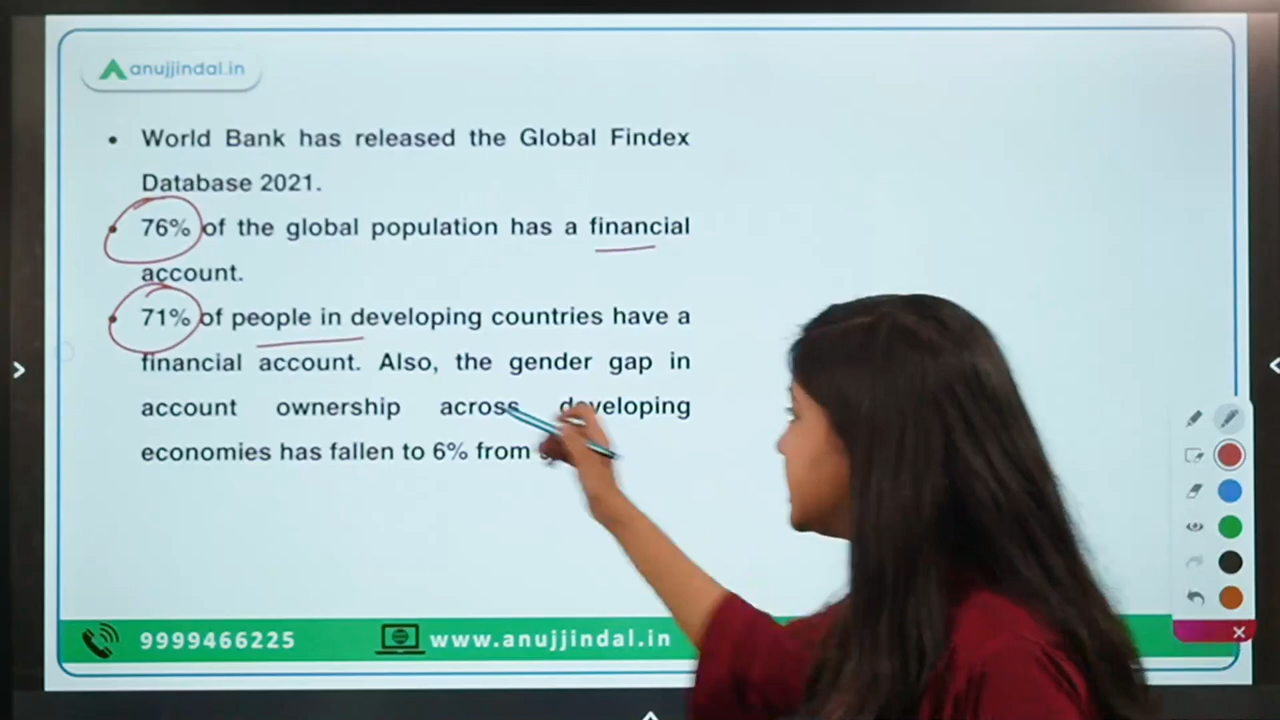 anujjindal.in
• World Bank has released the Global Findex
Database 2021.
• 76% of the global population has a financial
account.
• 71% of people in developing countries have a
financial account. Also, the gender gap in
account ownership across developing
economies has fallen to 6% from
9999466225
www.anujjindal.in